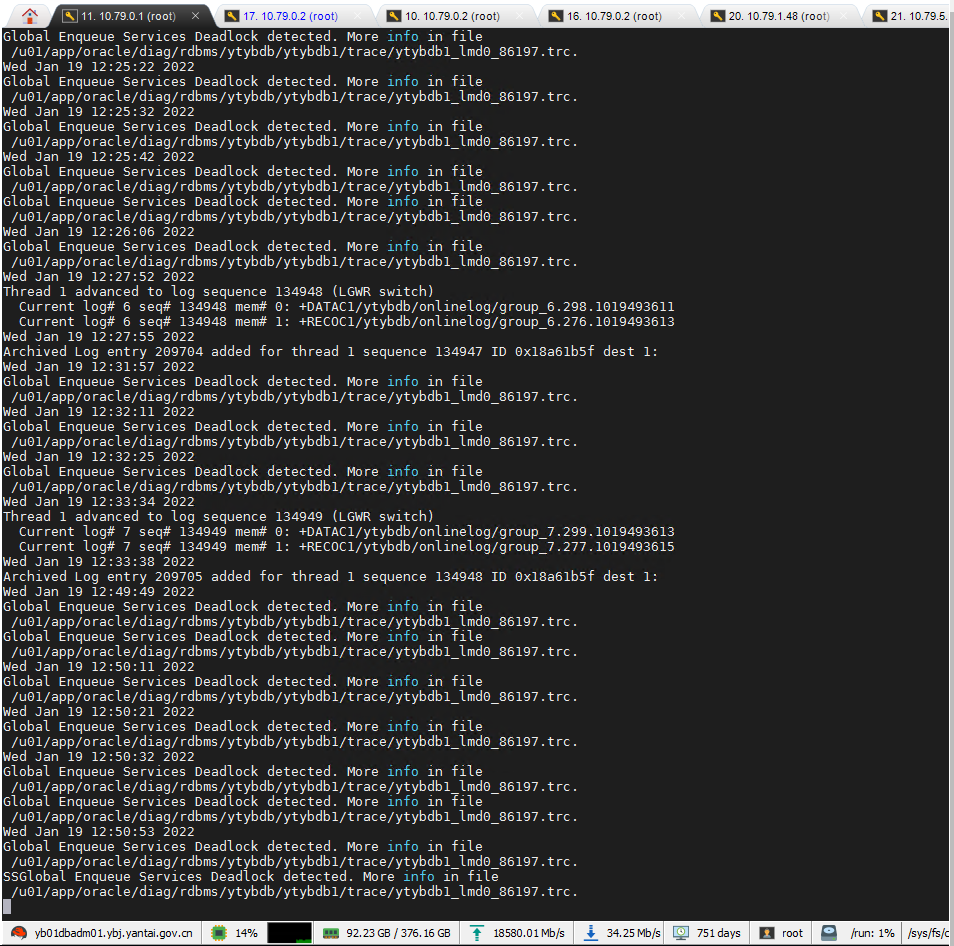 11. 10.79.0.1 (root) 17. 10.79.0.2 (root) 10. 10.79.0.2 (root) 16. 10.79.0.2 (root) 20. 10.79.1.48 (root) 21. 10.79.5.
Global Enqueue Services Deadlock detected. More info in file
/u01/app/oracle/diag/rdbms/ytybdb/ytybdb1/trace/ytybdb1_lmd0_86197.trc.
Wed Jan 19 12:25:22 2022
Global Enqueue Services Deadlock detected. More info in file
/u01/app/oracle/diag/rdbms/ytybdb/ytybdb1/trace/ytybdb1_lmd0_86197.trc.
Wed Jan 19 12:25:32 2022
Global Enqueue Services Deadlock detected. More info in file
/u01/app/oracle/diag/rdbms/ytybdb/ytybdb1/trace/ytybdb1_lmd0_86197.trc.
Wed Jan 19 12:25:42 2022
Global Enqueue Services Deadlock detected. More info in file
/u01/app/oracle/diag/rdbms/ytybdb/ytybdb1/trace/ytybdb1_lmd0_86197.trc.
Global Enqueue Services Deadlock detected. More info in file
/u01/app/oracle/diag/rdbms/ytybdb/ytybdb1/trace/ytybdb1_lmd0_86197.trc.
Wed Jan 19 12:26:06 2022
Global Enqueue Services Deadlock detected. More info in file
/u01/app/oracle/diag/rdbms/ytybdb/ytybdb1/trace/ytybdb1_lmd0_86197.trc.
Wed Jan 19 12:27:52 2022
Thread 1 advanced to log sequence 134948 (LGWR switch)
Current log# 6 seq# 134948 mem# 0: +DATAC1/ytybdb/onlinelog/group_6.298.1019493611
Current log# 6 seq# 134948 mem# 1: +RECOC1/ytybdb/onlinelog/group_6.276.1019493613
Wed Jan 19 12:27:55 2022
Archived Log entry 209704 added for thread 1 sequence 134947 ID 0x18a61b5f dest 1:
Wed Jan 19 12:31:57 2022
Global Enqueue Services Deadlock detected. More info in file
/u01/app/oracle/diag/rdbms/ytybdb/ytybdb1/trace/ytybdb1_lmd0_86197.trc.
Wed Jan 19 12:32:11 2022
Global Enqueue Services Deadlock detected. More info in file
/u01/app/oracle/diag/rdbms/ytybdb/ytybdb1/trace/ytybdb1_lmd0_86197.trc.
Wed Jan 19 12:32:25 2022
Global Enqueue Services Deadlock detected. More info in file
/u01/app/oracle/diag/rdbms/ytybdb/ytybdb1/trace/ytybdb1_lmd0_86197.trc.
Wed Jan 19 12:33:34 2022
Thread 1 advanced to log sequence 134949 (LGWR switch)
Current log# 7 seq# 134949 mem# 0: +DATAC1/ytybdb/onlinelog/group_7.299.1019493613
Current log# 7 seq# 134949 mem# 1: +RECOC1/ytybdb/onlinelog/group_7.277.1019493615
Wed Jan 19 12:33:38 2022
Archived Log entry 209705 added for thread 1 sequence 134948 ID 0x18a61b5f dest 1:
Wed Jan 19 12:49:49 2022
Global Enqueue Services Deadlock detected. More info in file
/u01/app/oracle/diag/rdbms/ytybdb/ytybdb1/trace/ytybdb1_lmd0_86197.trc.
Global Enqueue Services Deadlock detected. More info in file
/u01/app/oracle/diag/rdbms/ytybdb/ytybdb1/trace/ytybdb1_lmd0_86197.trc.
Wed Jan 19 12:50:11 2022
Global Enqueue Services Deadlock detected. More info in file
/u01/app/oracle/diag/rdbms/ytybdb/ytybdb1/trace/ytybdb1_lmd0_86197.trc.
Wed Jan 19 12:50:21 2022
Global Enqueue Services Deadlock detected. More info in file
/u01/app/oracle/diag/rdbms/ytybdb/ytybdb1/trace/ytybdb1_lmd0_86197.trc.
Wed Jan 19 12:50:32 2022
Global Enqueue Services Deadlock detected. More info in file
/u01/app/oracle/diag/rdbms/ytybdb/ytybdb1/trace/ytybdb1_lmd0_86197.trc.
Global Enqueue Services Deadlock detected. More info in file
/u01/app/oracle/diag/rdbms/ytybdb/ytybdb1/trace/ytybdb1_lmd0_86197.trc.
Wed Jan 19 12:50:53 2022
Global Enqueue Services Deadlock detected. More info in file
/u01/app/oracle/diag/rdbms/ytybdb/ytybdb1/trace/ytybdb1_lmd0_86197.trc.
SSGlobal Enqueue Services Deadlock detected. More info in file
/u01/app/oracle/diag/rdbms/ytybdb/ytybdb1/trace/ytybdb1_lmd0_86197.trc.
yb01dbadm01.ybj.yantai.gov.cn 14% 92.23 GB / 376.16 GB 18580.01 Mb/s 34.25 Mb/s 751 days root /run: 1% /sys/fs/c